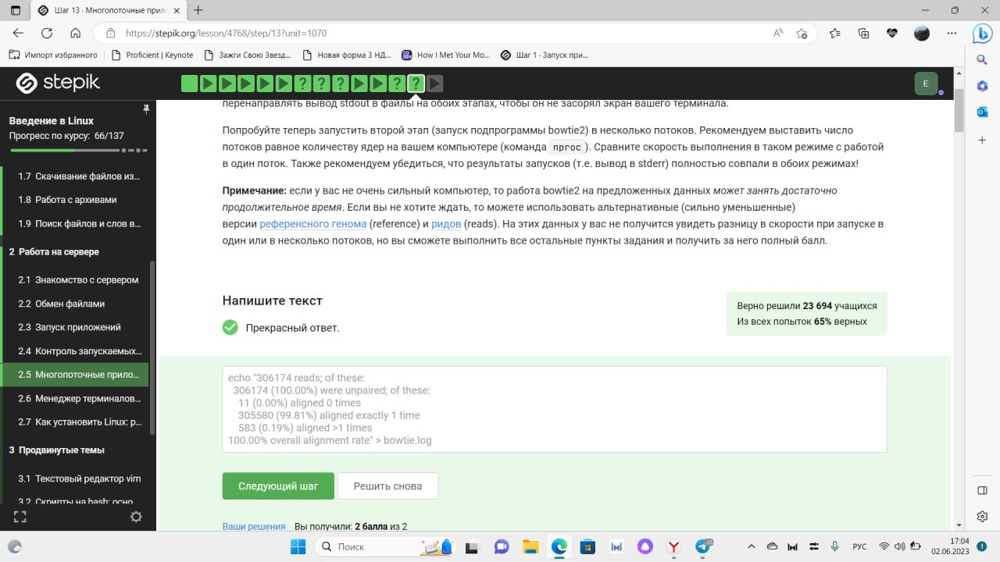 Шаг 13 · Многопоточные прило
https://stepik.org/lesson/4768/step/13?unit=1070
Импорт избранного
Proficient | Keynote
Зажги Свою Звезд...
Новая форма 3 НД...
How I Met Your Mo...
Шаг 1 · Запуск при...
stepik
E
Введение в Linux
Прогресс по курсу: 66/137
1.7 Скачивание файлов из...
1.8 Работа с архивами
1.9 Поиск файлов и слов в...
2 Работа на сервере
2.1 Знакомство с сервером
2.2 Обмен файлами
2.3 Запуск приложений
2.4 Контроль запускаемых...
2.5 Многопоточные прило...
2.6 Менеджер терминалов...
2.7 Как установить Linux: р...
3 Продвинутые темы
3.1 Текстовый редактор vim
3.2 Скрипты на bash: осно
перенаправлять вывод stdout в файлы на обоих этапах, чтобы он не засорял экран вашего терминала.
Попробуйте теперь запустить второй этап (запуск подпрограммы bowtie2) в несколько потоков. Рекомендуем выставить число
потоков равное количеству ядер на вашем компьютере (команда nproc). Сравните скорость выполнения в таком режиме с работой
в один поток. Также рекомендуем убедиться, что результаты запусков (т.е. вывод в stderr) полностью совпали в обоих режимах!
Примечание: если у вас не очень сильный компьютер, то работа bowtie2 на предложенных данных может занять достаточно
продолжительное время. Если вы не хотите ждать, то можете использовать альтернативные (сильно уменьшенные)
версии референсного генома (reference) и ридов (reads). На этих данных у вас не получится увидеть разницу в скорости при запуске в
один или в несколько потоков, но вы сможете выполнить все остальные пункты задания и получить за него полный балл.
Напишите текст
Прекрасный ответ.
Верно решили 23 694 учащихся
Из всех попыток 65% верных
echo "306174 reads; of these:
306174 (100.00%) were unpaired; of these:
11 (0.00%) aligned 0 times
305580 (99.81%) aligned exactly 1 time
583 (0.19%) aligned >1 times
100.00% overall alignment rate" > bowtie.log
Следующий шаг
Решить снова
Ваши решения Вы получили: 2 балла из 2
Поиск
РУС
17:04
02.06.2023
1